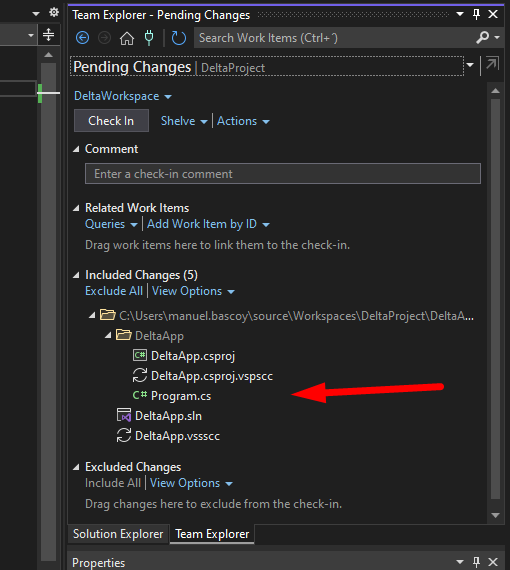 Team Explorer - Pending Changes
Search Work Items (Ctrl+´)
Pending Changes | DeltaProject
DeltaWorkspace
Check In Shelve Actions
Comment
Enter a check-in comment
Related Work Items
Queries | Add Work Item by ID
Drag work items here to link them to the check-in.
Included Changes (5)
Exclude All | View Options
C:\Users\manuel.bascoy\source\Workspaces\DeltaProject\DeltaA...
DeltaApp
C# DeltaApp.csproj
DeltaApp.csproj.vspscc
C# Program.cs
DeltaApp.sln
DeltaApp.vssscc
Excluded Changes
Include All | View Options
Drag changes here to exclude from the check-in.
Solution Explorer Team Explorer
Properties